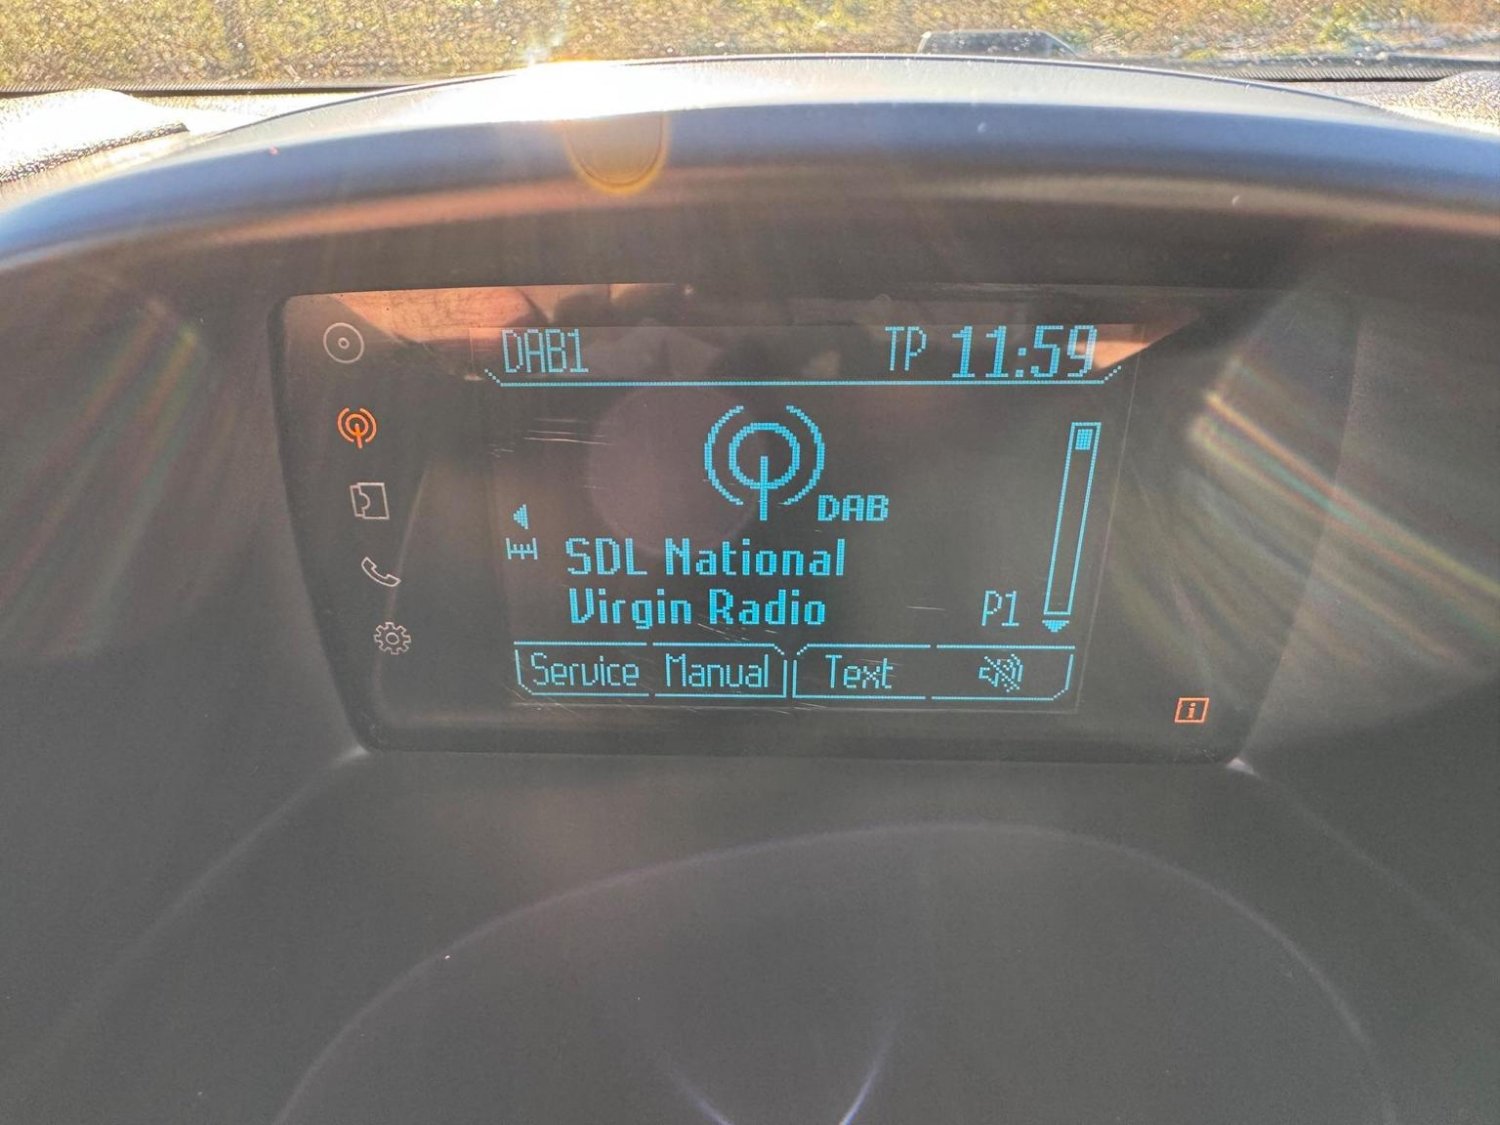 DAB1 TP 11:59
DAB
SDL National
Virgin Radio P1
Service Manual Text
i